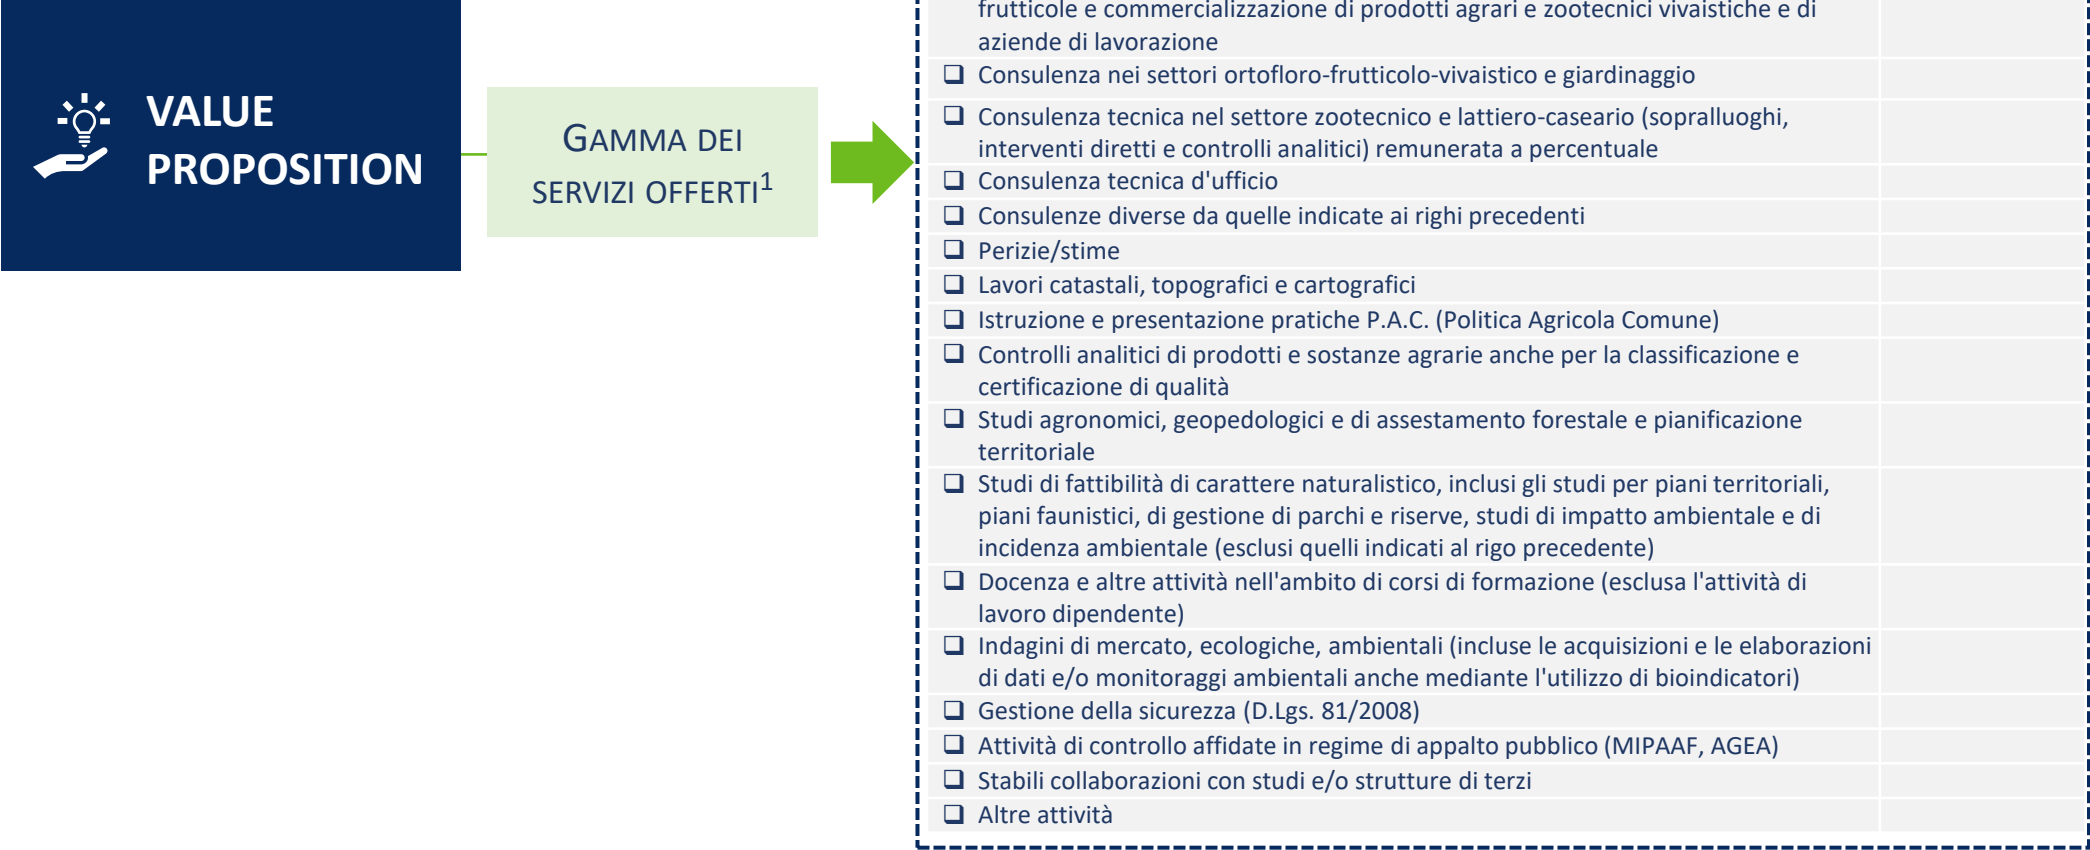 VALUE
PROPOSITION
GAMMA DEI
SERVIZI OFFERTI1
frutticole e commercializzazione di prodotti agrari e zootecnici vivaistiche e di
aziende di lavorazione
❑ Consulenza nei settori ortofloro-frutticolo-vivaistico e giardinaggio
❑ Consulenza tecnica nel settore zootecnico e lattiero-caseario (sopralluoghi,
interventi diretti e controlli analitici) remunerata a percentuale
❑ Consulenza tecnica d'ufficio
❑ Consulenze diverse da quelle indicate ai righi precedenti
❑ Perizie/stime
❑ Lavori catastali, topografici e cartografici
❑ Istruzione e presentazione pratiche P.A.C. (Politica Agricola Comune)
❑ Controlli analitici di prodotti e sostanze agrarie anche per la classificazione e
certificazione di qualità
❑ Studi agronomici, geopedologici e di assestamento forestale e pianificazione
territoriale
❑ Studi di fattibilità di carattere naturalistico, inclusi gli studi per piani territoriali,
piani faunistici, di gestione di parchi e riserve, studi di impatto ambientale e di
incidenza ambientale (esclusi quelli indicati al rigo precedente)
❑ Docenza e altre attività nell'ambito di corsi di formazione (esclusa l'attività di
lavoro dipendente)
❑ Indagini di mercato, ecologiche, ambientali (incluse le acquisizioni e le elaborazioni
di dati e/o monitoraggi ambientali anche mediante l'utilizzo di bioindicatori)
❑ Gestione della sicurezza (D.Lgs. 81/2008)
❑ Attività di controllo affidate in regime di appalto pubblico (MIPAAF, AGEA)
❑ Stabili collaborazioni con studi e/o strutture di terzi
❑ Altre attività